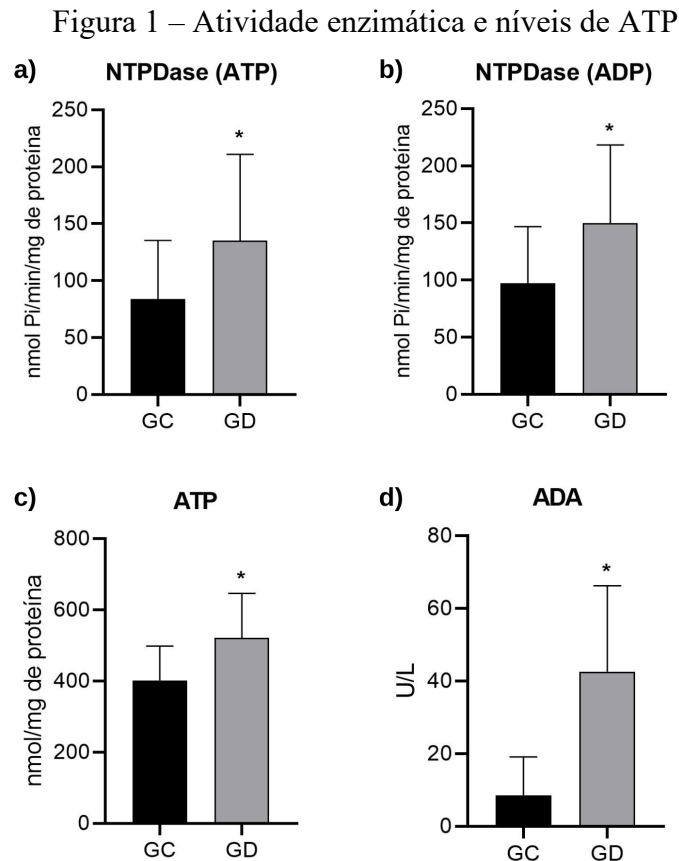 Figura 1 – Atividade enzimática e níveis de ATP
a)
NTPDase (ATP)
nmol Pi/min/mg de proteína
250
200
150
100
50
0
*
GC
GD
b)
NTPDase (ADP)
nmol Pi/min/mg de proteína
250
200
150
100
50
0
*
GC
GD
c)
ATP
nmol/mg de proteína
800
600
400
200
0
*
GC
GD
d)
ADA
U/L
80
60
40
20
0
*
GC
GD